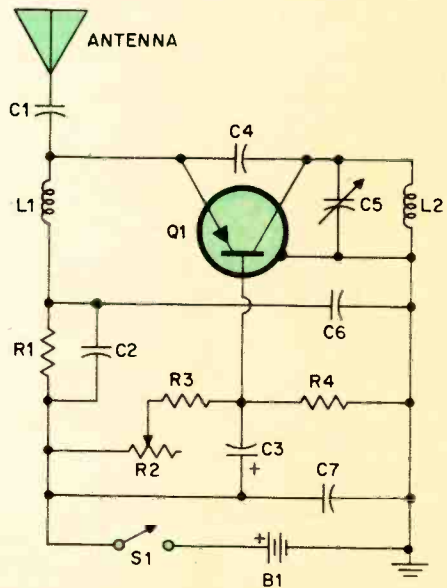 ANTENNA
C1
C4
L1
C5
L2
Q1
C6
R1
C2
R3
R4
R2
C3
+
C7
S1
+
B1